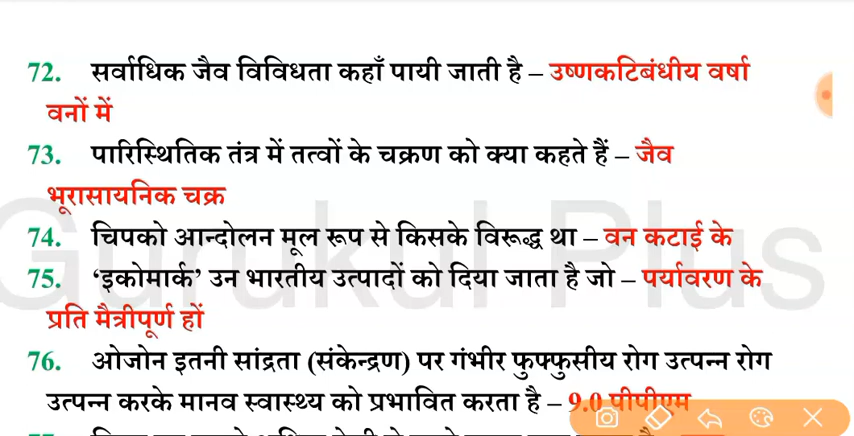 72. सर्वाधिक जैव विविधता कहाँ पायी जाती है – उष्णकटिबंधीय वर्षा
वनों में
73. पारिस्थितिक तंत्र में तत्वों के चक्रण को क्या कहते हैं – जैव
भूरासायनिक चक्र
74. चिपको आन्दोलन मूल रूप से किसके विरूद्ध था – वन कटाई के
75. ‘इकोमार्क’ उन भारतीय उत्पादों को दिया जाता है जो – पर्यावरण के
प्रति मैत्रीपूर्ण हों
76. ओजोन इतनी सांद्रता (संकेन्द्रण) पर गंभीर फुफ्फुसीय रोग उत्पन्न रोग
उत्पन्न करके मानव स्वास्थ्य को प्रभावित करता है – 9.0 पीपीएम
Gurukul Plus